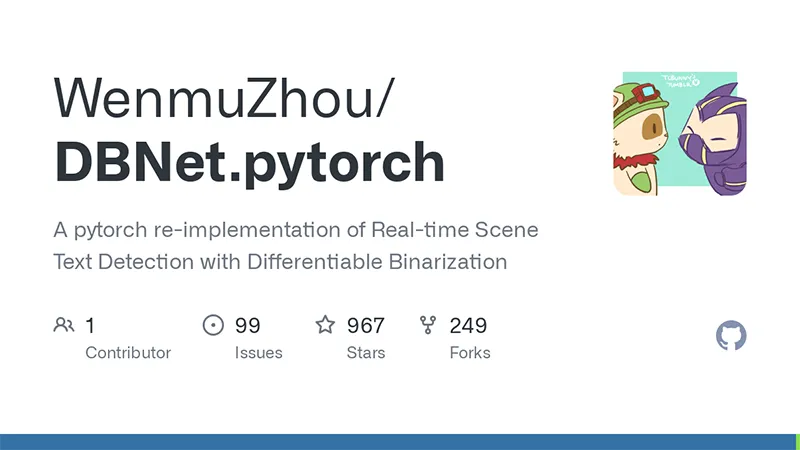 WenmuZhou/
DBNet.pytorch
A pytorch re-implementation of Real-time Scene
Text Detection with Differentiable Binarization
1
Contributor
99
Issues
967
Stars
249
Forks